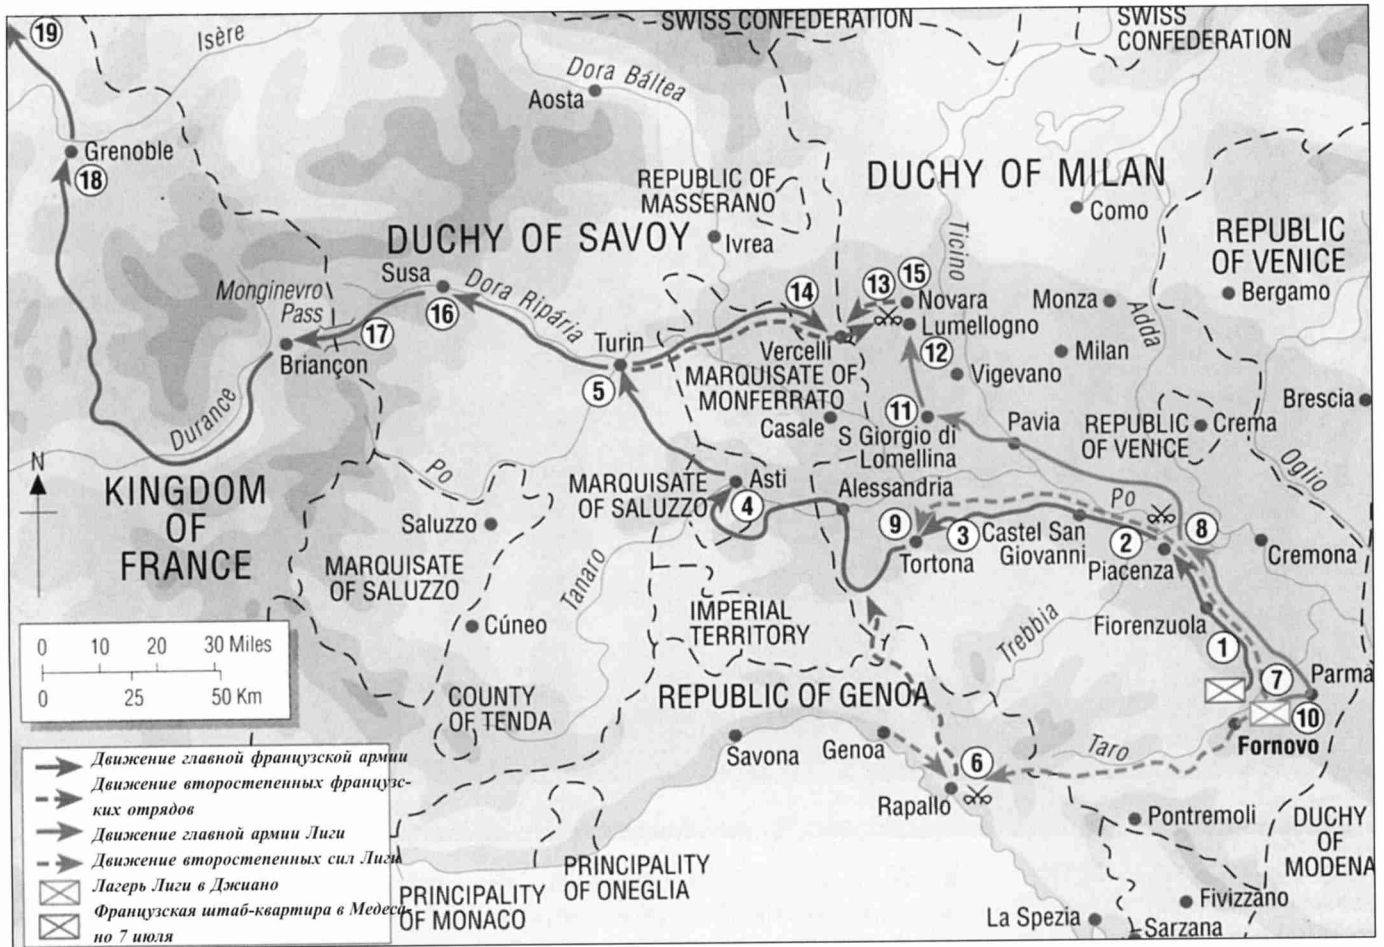 19
Isère
SWISS CONFEDERATION
SWISS
CONFEDERATION
Dora Báltea
Aosta
Grenoble
18
REPUBLIC OF
MASSERANO
DUCHY OF MILAN
Como
DUCHY OF SAVOY
Ivrea
Ticino
REPUBLIC
OF VENICE
Bergamo
Susa
Dora Ripária
Monginevro
Pass
16
17
14
13
15
Novara
Lumellogno
Monza
Adda
Briançon
Turin
5
Vercelli
12
Milan
Vigevano
MARQUISATE OF
MONFERRATO
Casale
11
S Giorgio di
Lomellina
Pavia
REPUBLIC
OF VENICE
Crema
Brescia
Oglio
Durance
N
KINGDOM
OF
FRANCE
Po
MARQUISATE
OF SALUZZO
Asti
4
Alessandria
Po
9
3
Castel San
Giovanni
2
8
Tortona
Piacenza
Cremona
Saluzzo
MARQUISATE
OF SALUZZO
Tanaro
IMPERIAL
TERRITORY
Trebbia
Fiorenzuola
1
7
Parma
10
Fornovo
Cúneo
0 10 20 30 Miles
0 25 50 Km
COUNTY
OF TENDA
REPUBLIC OF GENOA
Savona
Genoa
6
Rapallo
Taro
Pontremoli
DUCHY
OF
MODENA
PRINCIPALITY
OF ONEGLIA
PRINCIPALITY
OF MONACO
Fivizzano
La Spezia
Sarzana
Движение главной французской армии
Движение второстепенных французс-
ких отрядов
Движение главной армии Лиги
Движение второстепенных сил Лиги
Лагерь Лиги в Джиано
Французская штаб-квартира в Медеса-
но 7 июля